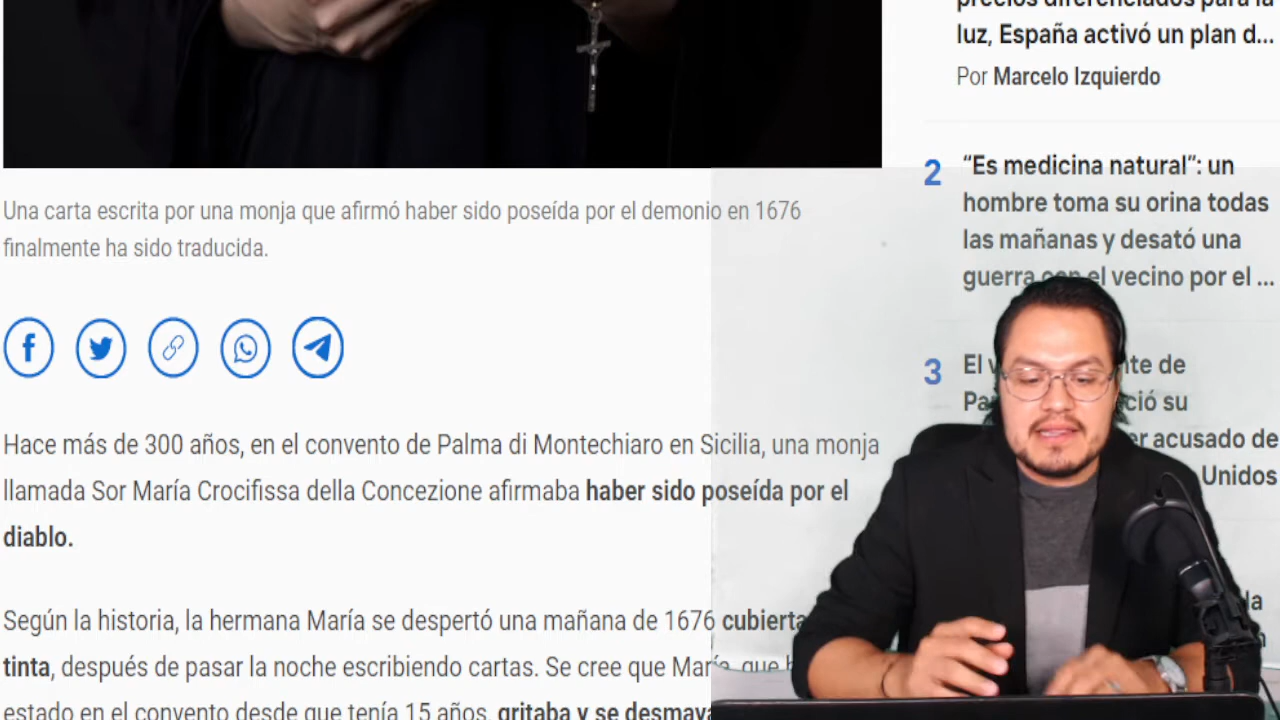 precios diferenciados para la
luz, España activó un plan d...
Por Marcelo Izquierdo
2
“Es medicina natural”: un
hombre toma su orina todas
las mañanas y desató una
guerra con el vecino por el ...
3
El
de
ció su
er acusado de
Unidos
Una carta escrita por una monja que afirmó haber sido poseída por el demonio en 1676
finalmente ha sido traducida.
Hace más de 300 años, en el convento de Palma di Montechiaro en Sicilia, una monja
llamada Sor María Crocifissa della Concezione afirmaba haber sido poseída por el
diablo.
Según la historia, la hermana María se despertó una mañana de 1676 cubierta
tinta, después de pasar la noche escribiendo cartas. Se cree que María, que
estado en el convento desde que tenía 15 años, gritaba y se desmaya